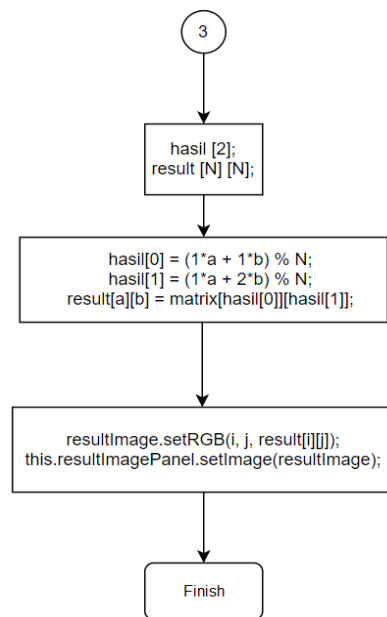 3
hasil [2];
result [N] [N];
hasil[0] = (1*a + 1*b) % N;
hasil[1] = (1*a + 2*b) % N;
result[a][b] = matrix[hasil[0]][hasil[1]];
resultImage.setRGB(i, j, result[i][j]);
this.resultImagePanel.setImage(resultImage);
Finish